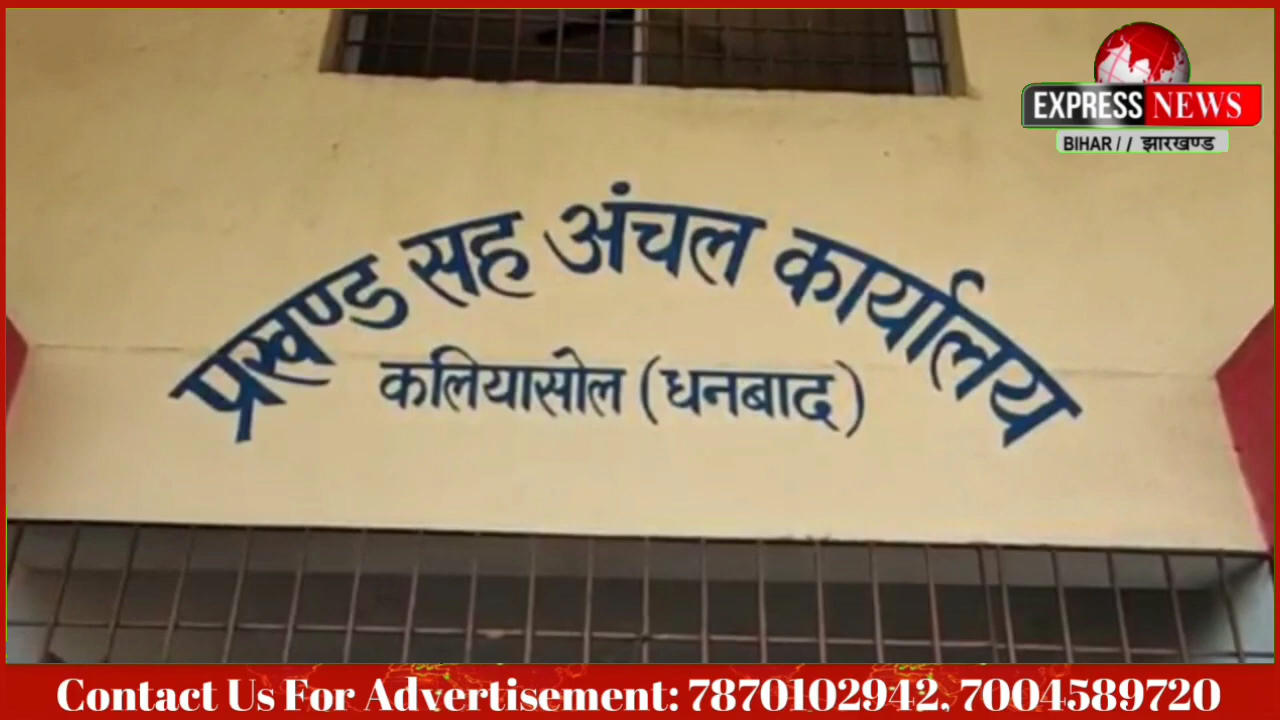 EXPRESS NEWS
BIHAR // झारखण्ड
प्रखण्ड सह अंचल कार्यालय
कलियासोल (धनबाद)
Contact Us For Advertisement: 7870102942, 7004589720